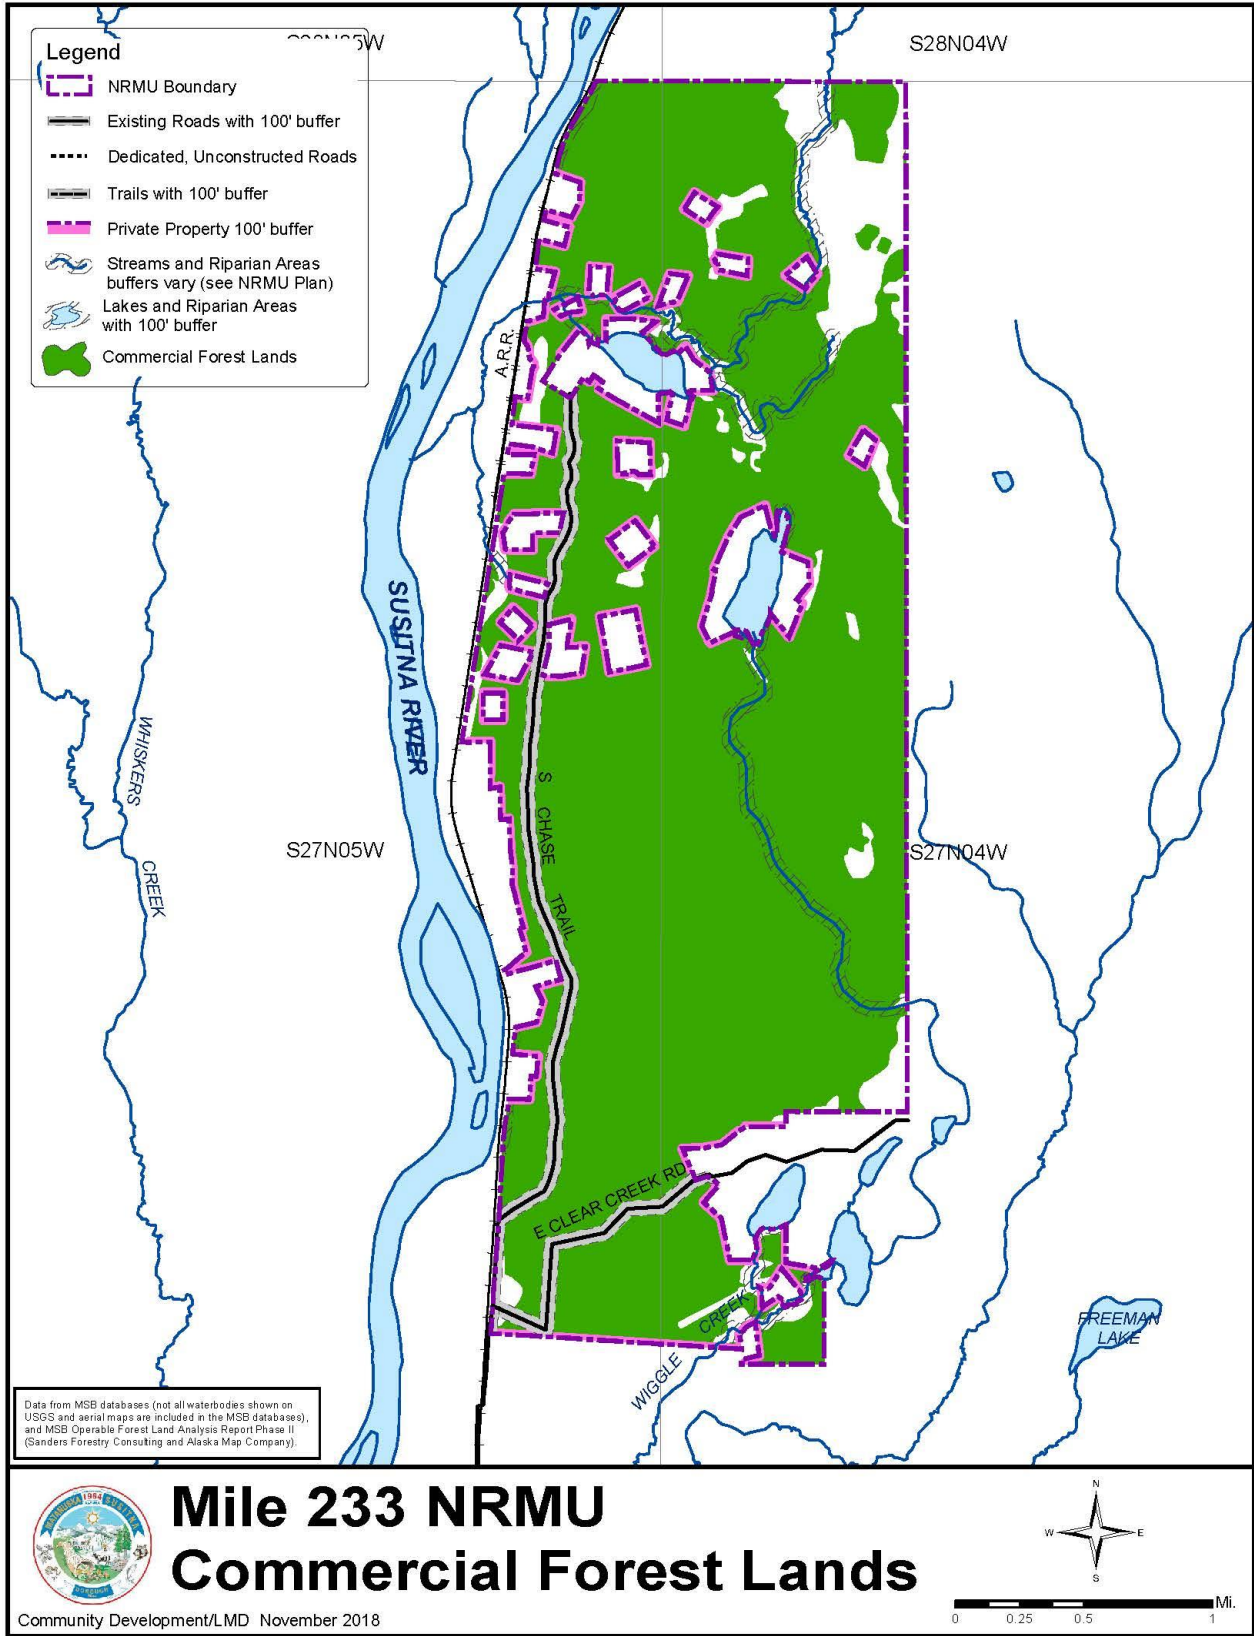 Legend
NRMU Boundary
Existing Roads with 100' buffer
Dedicated, Unconstructed Roads
Trails with 100' buffer
Private Property 100' buffer
Streams and Riparian Areas
buffers vary (see NRMU Plan)
Lakes and Riparian Areas
with 100' buffer
Commercial Forest Lands
S28N04W
A.R.R.
SUSITNA RIVER
WHISKERS
CREEK
S27N05W
S27N04W
S CHASE TRAIL
E CLEAR CREEK RD
WIGGLE CREEK
FREEMAN
LAKE
Data from MSB databases (not all waterbodies shown on
USGS and aerial maps are included in the MSB databases),
and MSB Operable Forest Land Analysis Report Phase II
(Sanders Forestry Consulting and Alaska Map Company).
MATANUSKA 1964 SUSITNA
BOROUGH
Mile 233 NRMU
Commercial Forest Lands
Community Development/LMD November 2018
N
W E
S
0 0.25 0.5 1 Mi.